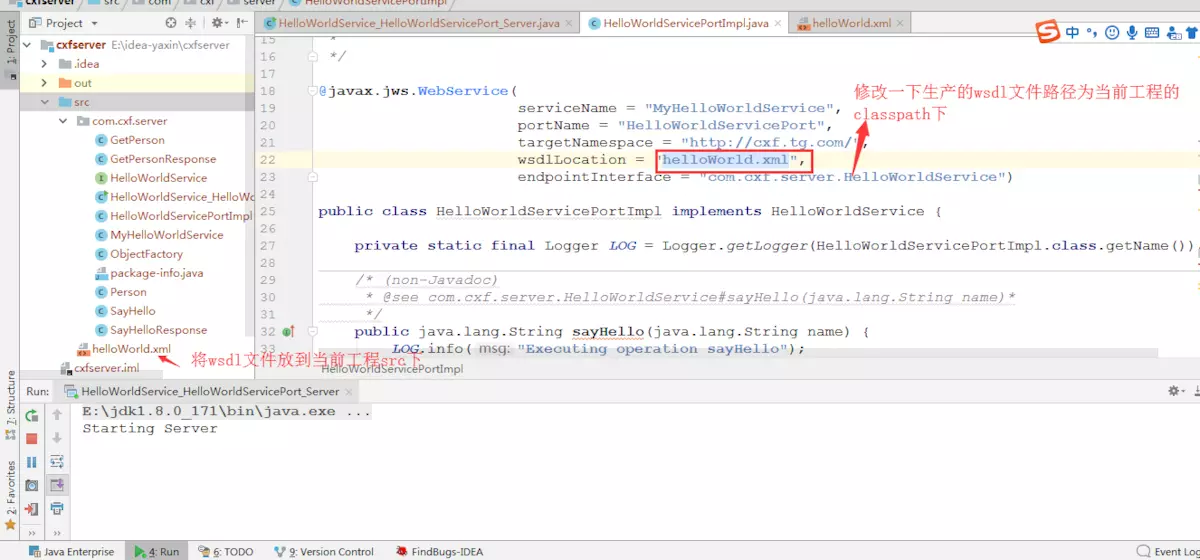 cxfserver
src
com
cxf
server
HelloWorldServicePortImpl
1: Project
Project
HelloWorldService_HelloWorldServicePort_Server.java
HelloWorldServicePortImpl.java
helloWorld.xml
中
cxfserver E:\idea-yaxin\cxfserver
.idea
out
src
com.cxf.server
GetPerson
GetPersonResponse
HelloWorldService
HelloWorldService_HelloWo
HelloWorldServicePortImpl
MyHelloWorldService
ObjectFactory
package-info.java
Person
SayHello
SayHelloResponse
helloWorld.xml
cxfserver.iml
将wsdl文件放到当前工程src下
15 *
16 */
17
18 @javax.jws.WebService(
19 serviceName = "MyHelloWorldService",
20 portName = "HelloWorldServicePort",
21 targetNamespace = "http://cxf.tg.com/",
22 wsdlLocation = "helloWorld.xml",
23 endpointInterface = "com.cxf.server.HelloWorldService")
24
25 public class HelloWorldServicePortImpl implements HelloWorldService {
26
27 private static final Logger LOG = Logger.getLogger(HelloWorldServicePortImpl.class.getName())
28
29 /* (non-Javadoc)
30 * @see com.cxf.server.HelloWorldService#sayHello(java.lang.String name)*
31 */
32 public java.lang.String sayHello(java.lang.String name) {
33 LOG.info( msg: "Executing operation sayHello");
修改一下生产的wsdl文件路径为当前工程的
classpath下
HelloWorldServicePortImpl
Run:
HelloWorldService_HelloWorldServicePort_Server
E:\jdk1.8.0_171\bin\java.exe ...
Starting Server
7: Structure
2: Favorites
Java Enterprise
4: Run
6: TODO
9: Version Control
FindBugs-IDEA
Event Log